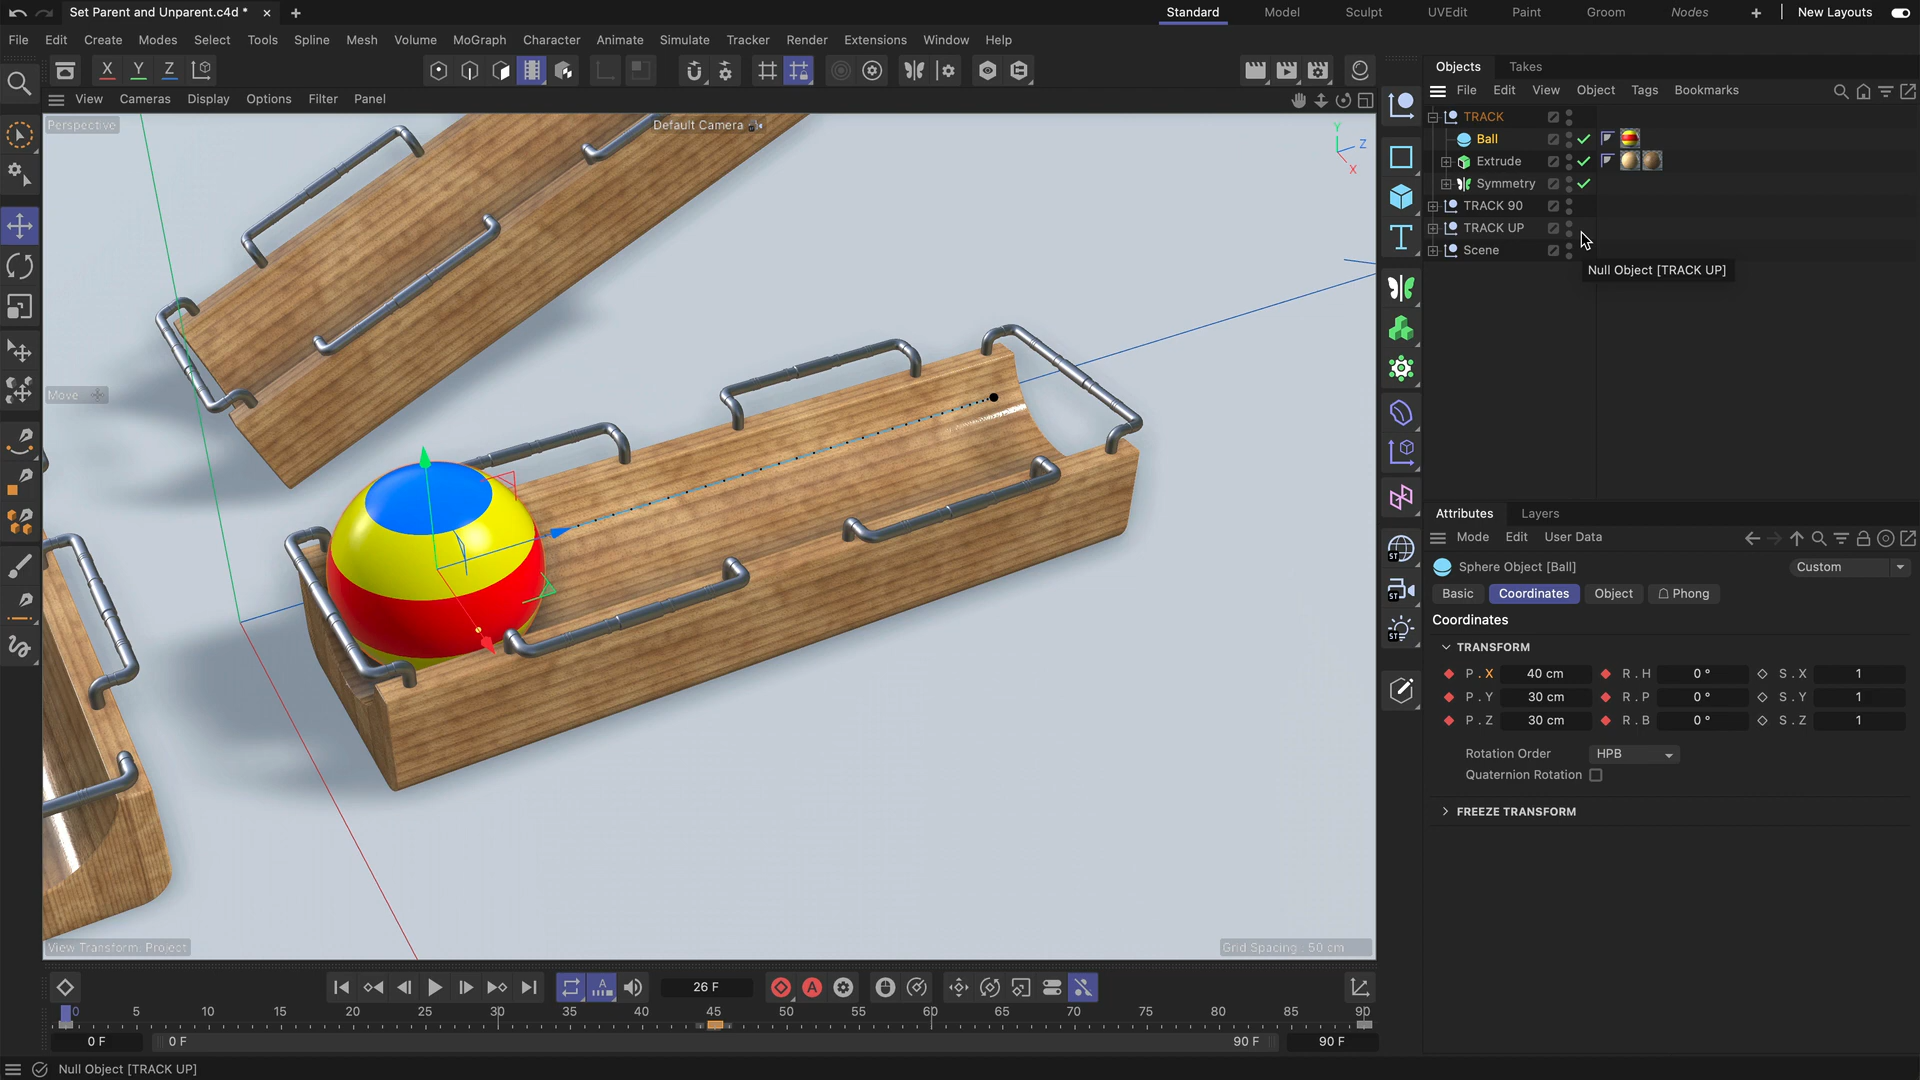 Set Parent and Unparent.c4d *
Standard Model Sculpt UVEdit Paint Groom Nodes New Layouts
File Edit Create Modes Select Tools Spline Mesh Volume MoGraph Character Animate Simulate Tracker Render Extensions Window Help
X Y Z
Objects Takes
View Cameras Display Options Filter Panel
File Edit View Object Tags Bookmarks
Perspective
Default Camera
Y
Z
X
TRACK
Ball
Extrude
Symmetry
TRACK 90
TRACK UP
Scene
Null Object [TRACK UP]
Move
ST
ST
ST
Attributes Layers
Mode Edit User Data
Sphere Object [Ball]
Custom
Basic Coordinates Object Phong
Coordinates
TRANSFORM
P . X 40 cm R . H 0 ° S . X 1
P . Y 30 cm R . P 0 ° S . Y 1
P . Z 30 cm R . B 0 ° S . Z 1
Rotation Order HPB
Quaternion Rotation
FREEZE TRANSFORM
View Transform: Project
Grid Spacing : 50 cm
A
26 F
A
0 5 10 15 20 25 30 35 40 45 50 55 60 65 70 75 80 85 90
0 F 0 F 90 F 90 F
Null Object [TRACK UP]